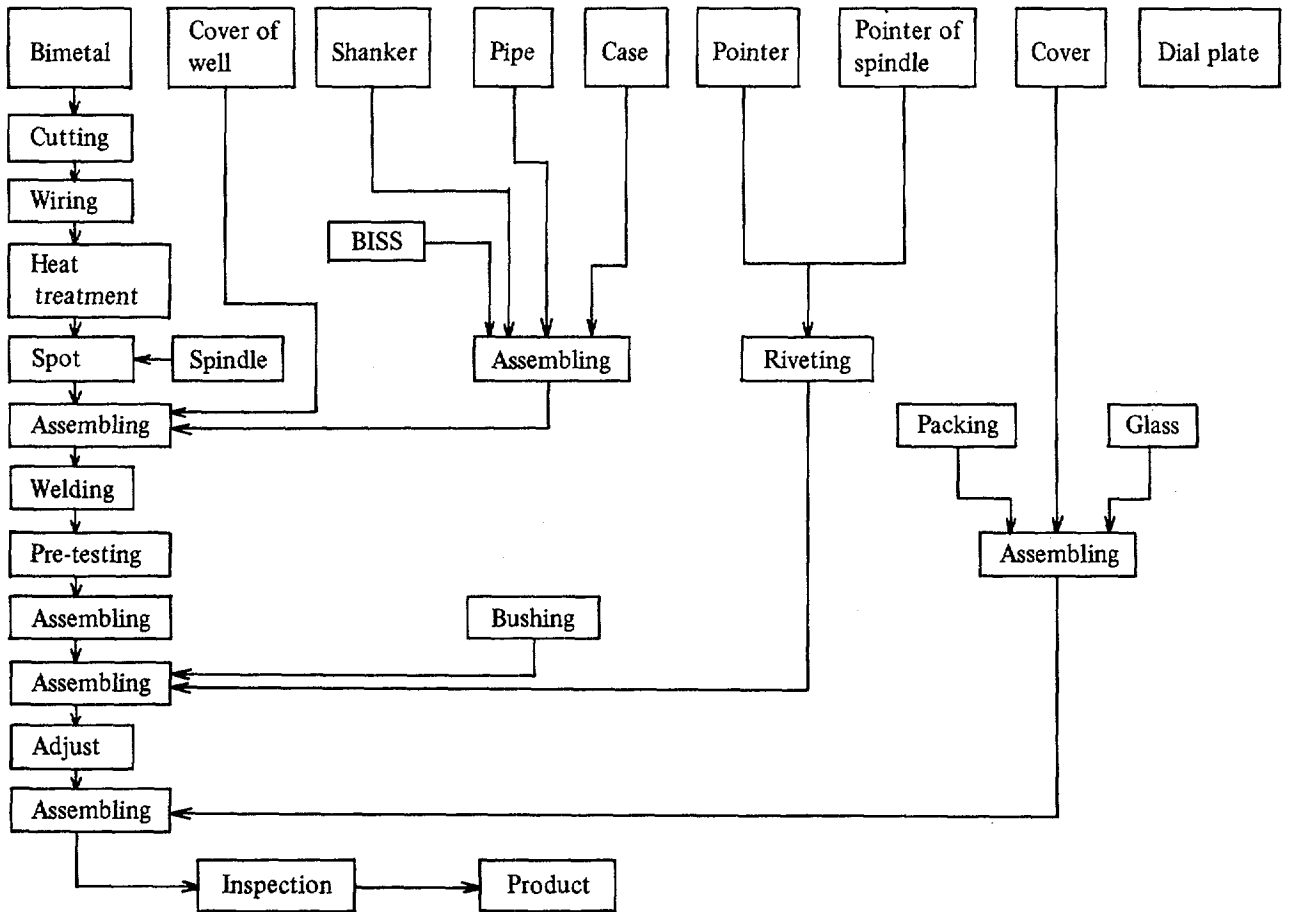 Bimetal
Cover of
well
Shanker
Pipe
Case
Pointer
Pointer of
spindle
Cover
Dial plate
Cutting
Wiring
BISS
Heat
treatment
Spot
Spindle
Assembling
Riveting
Assembling
Packing
Glass
Welding
Pre-testing
Assembling
Assembling
Bushing
Assembling
Adjust
Assembling
Inspection
Product